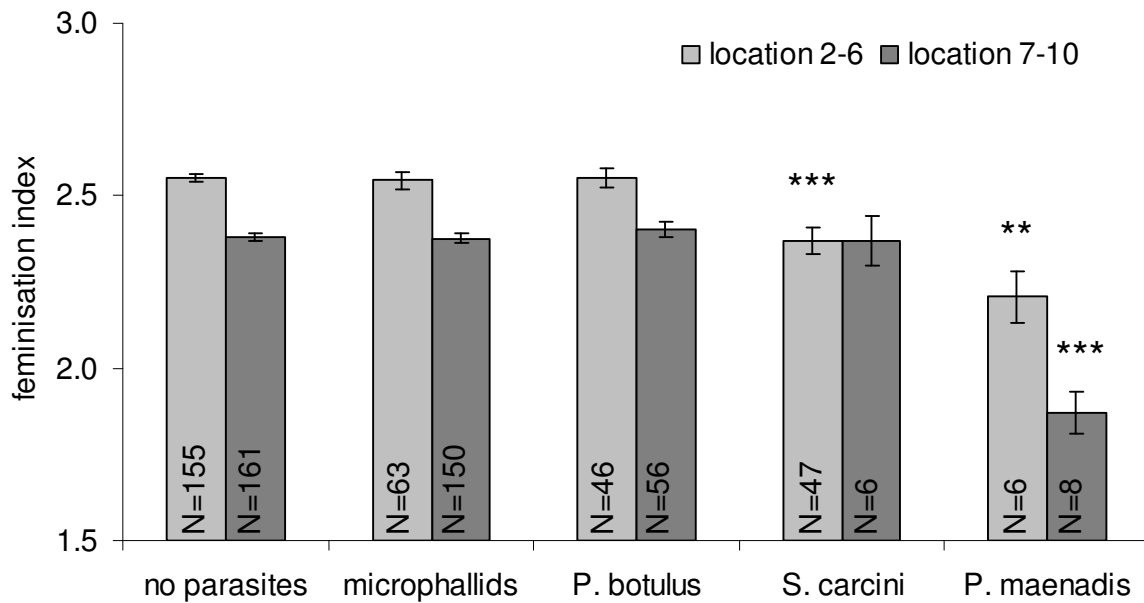 feminisation index
3.0
2.5
2.0
1.5
location 2-6
location 7-10
***
**
***
N=155
N=161
N=63
N=150
N=46
N=56
N=47
N=6
N=6
N=8
no parasites
microphallids
P. botulus
S. carcini
P. maenadis